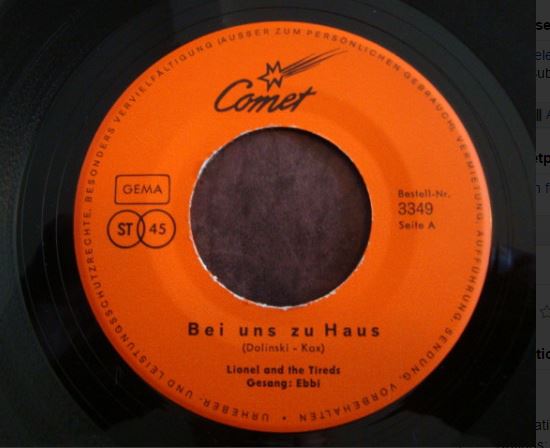 URHEBER- UND LEISTUNGSSCHUTZRECHTE, BESONDERS VERVIELFÄLTIGUNG (AUSSER ZUM PERSÖNLICHEN GEBRAUCH), VERMIETUNG, AUFFÜHRUNG, SENDUNG, VORBEHALTEN •
Comet
GEMA
ST 45
Bestell-Nr.
3349
Seite A
Bei uns zu Haus
(Dolinski - Kox)
Lionel and the Tireds
Gesang: Ebbi